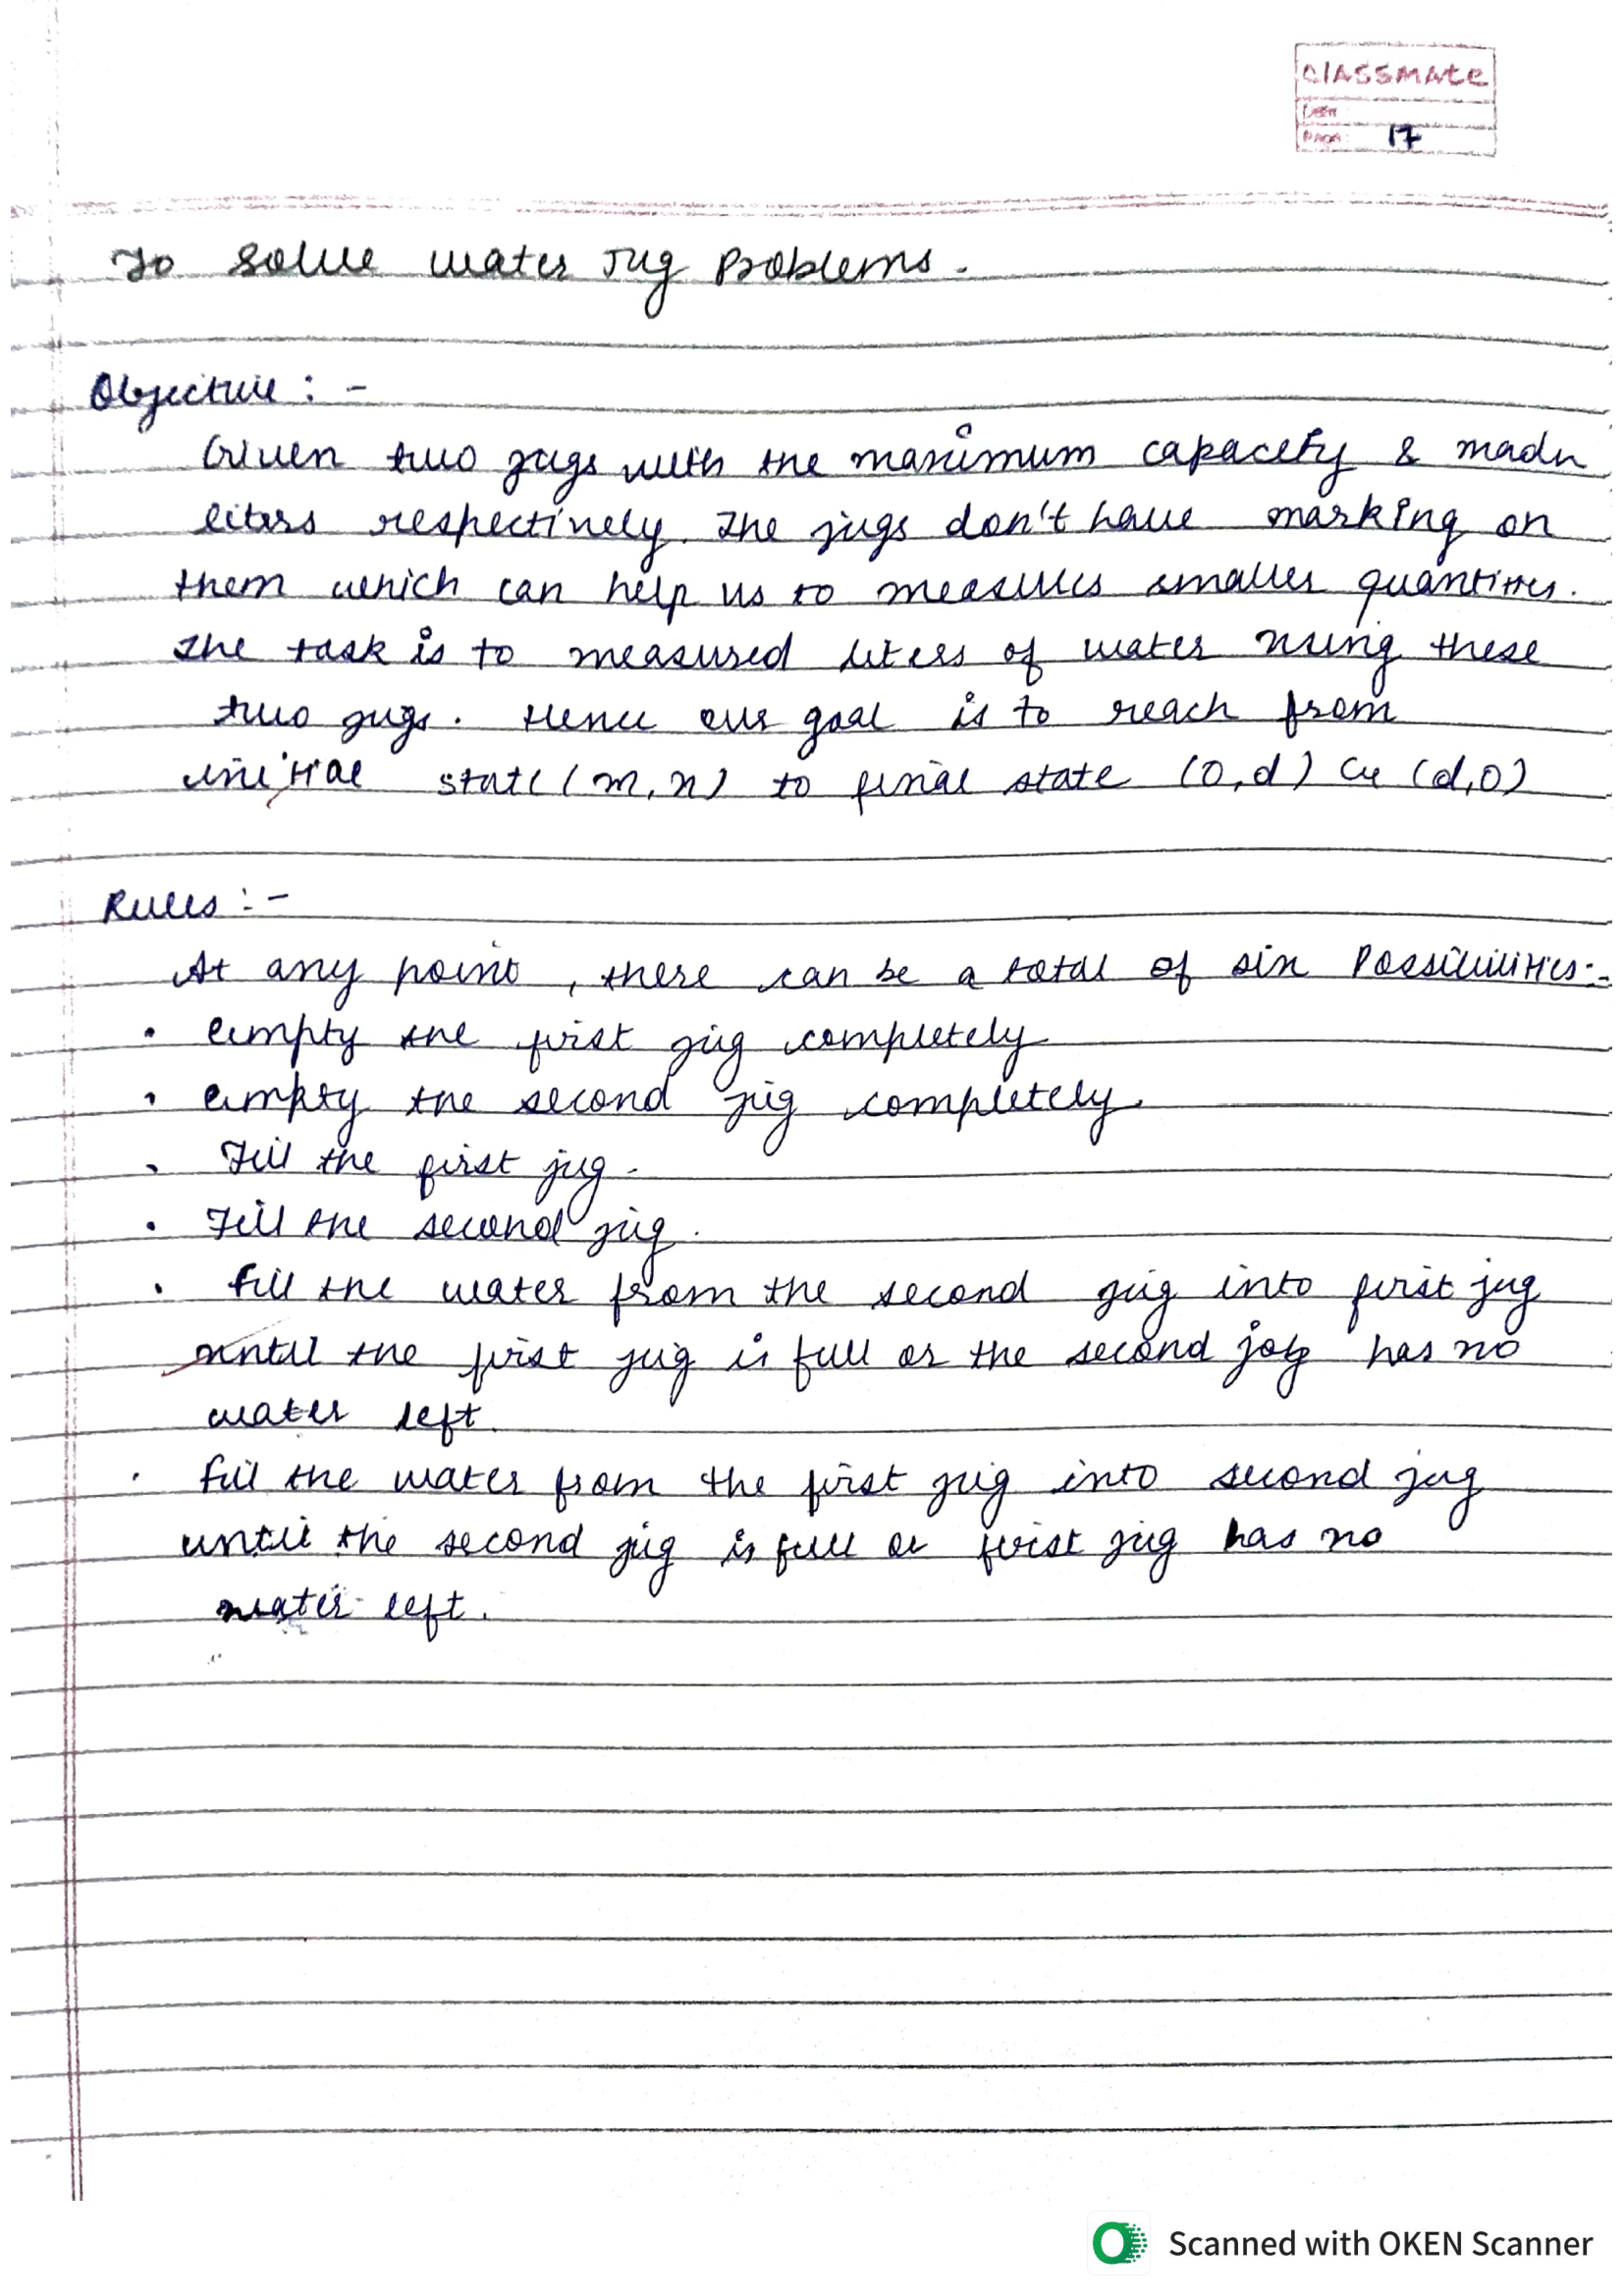 CLASSMATE
Date
Page: 17
To solve water Jug Problems.
Objective : -
Given two jugs with the maximum capacity & madn
liters respectively. The jugs don't have marking on
them which can help us to measures smaller quantities.
The task is to measured liters of water using these
two jugs. Hence our goal is to reach from
initial state (m, n) to final state (0,d) or (d,0)
Rules : -
At any point, there can be a total of six Possibilities:-
• empty the first jug completely
• empty the second jug completely.
• Fill the first jug.
• Fill the second jug.
• fill the water from the second jug into first jug
until the first jug is full or the second has no
water left.
• fill the water from the first jug into second jug
until the second jug is full or first jug has no
water left.
Scanned with OKEN Scanner